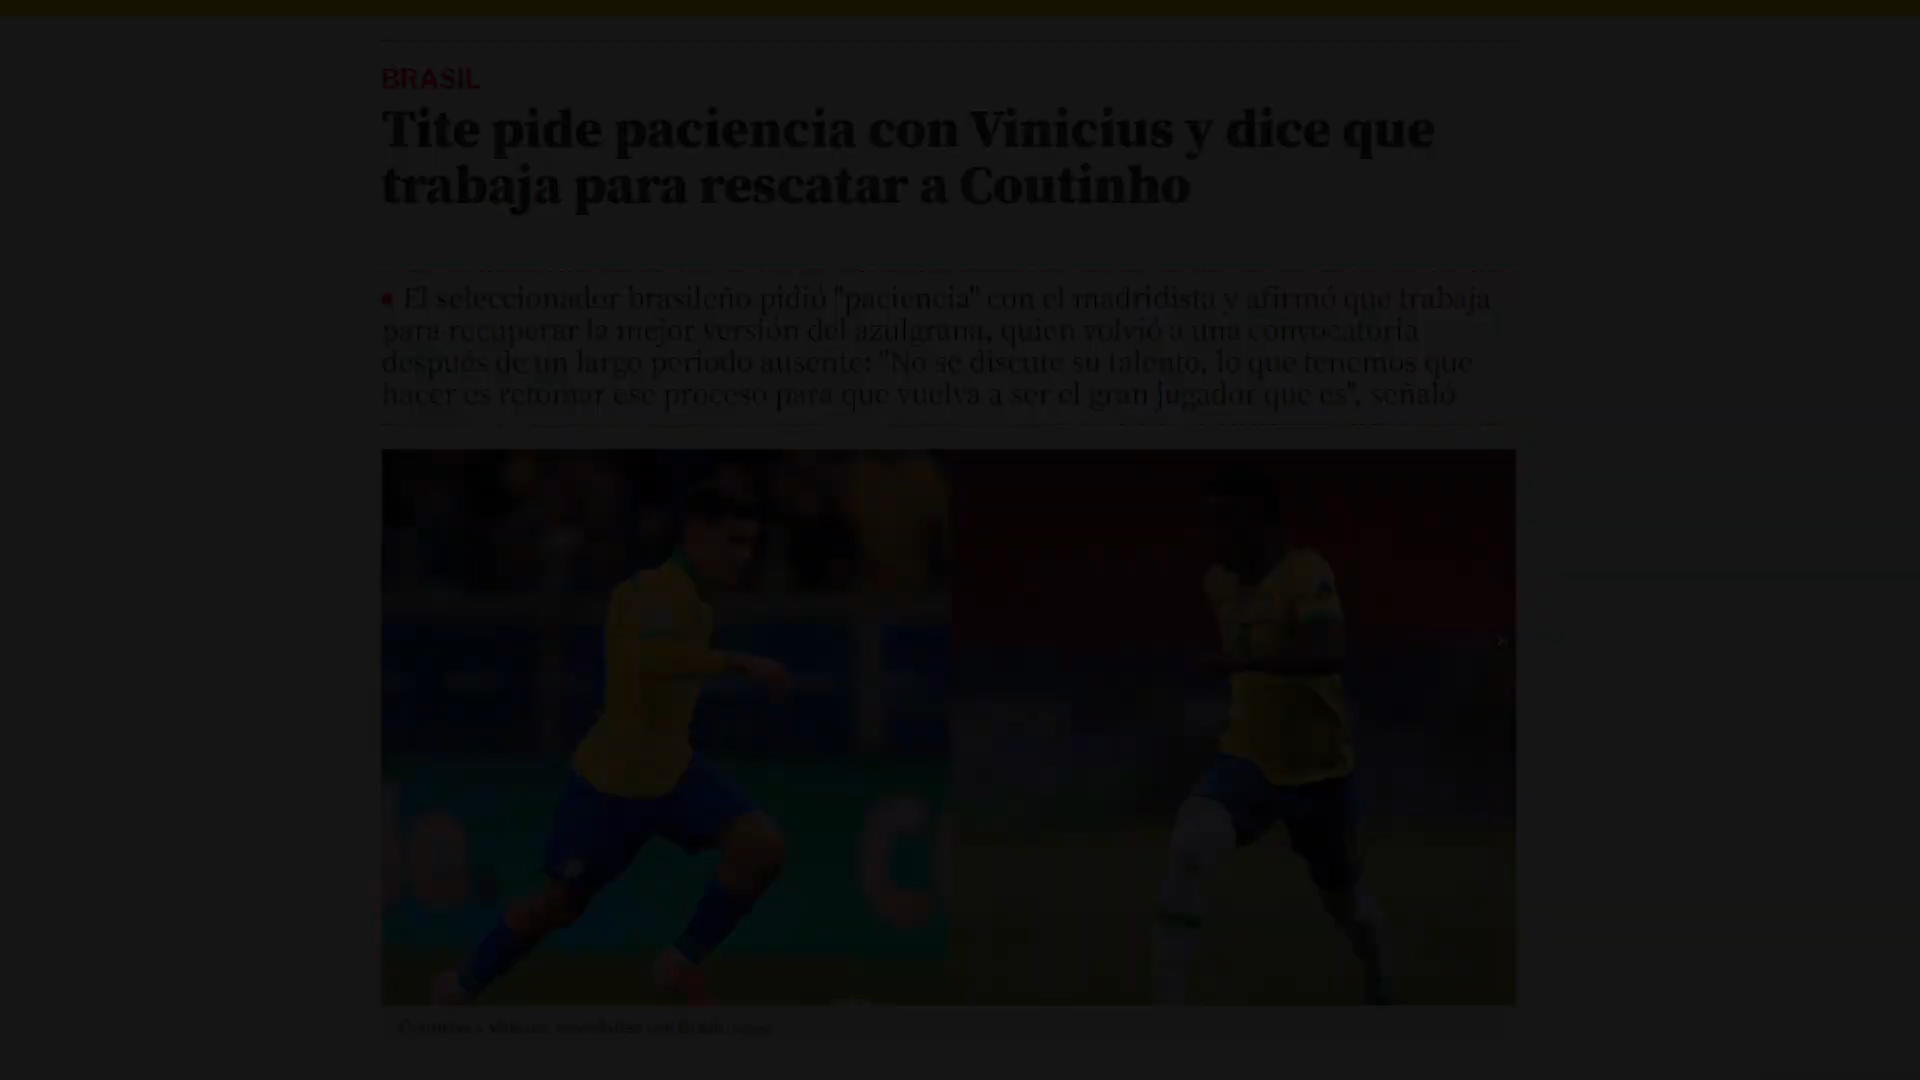 BRASIL
Tite pide paciencia con Vinicius y dice que
trabaja para rescatar a Coutinho
El seleccionador brasileño pidió "paciencia" con el madridista y afirmó que trabaja
para recuperar la mejor versión del azulgrana, quien volvió a una convocatoria
después de un largo periodo ausente: "No se discute su talento, lo que tenemos que
hacer es retomar ese proceso para que vuelva a ser el gran jugador que es", señaló